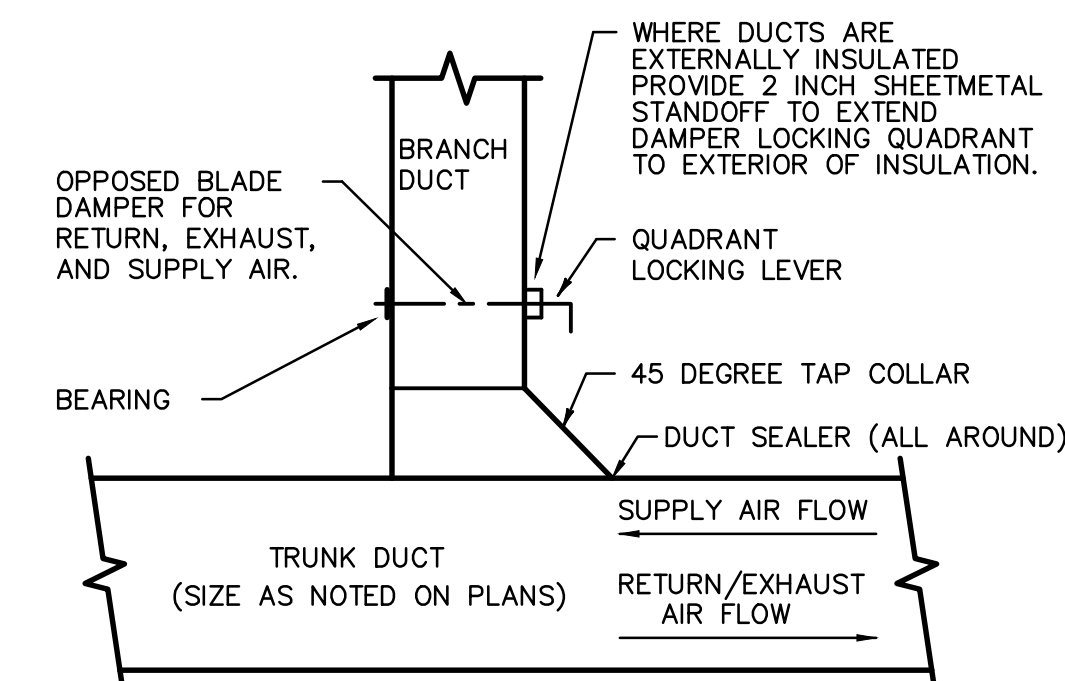 WHERE DUCTS ARE
EXTERNALLY INSULATED
PROVIDE 2 INCH SHEETMETAL
STANDOFF TO EXTEND
DAMPER LOCKING QUADRANT
TO EXTERIOR OF INSULATION.
BRANCH
DUCT
OPPOSED BLADE
DAMPER FOR
RETURN, EXHAUST,
AND SUPPLY AIR.
QUADRANT
LOCKING LEVER
BEARING
45 DEGREE TAP COLLAR
DUCT SEALER (ALL AROUND)
SUPPLY AIR FLOW
TRUNK DUCT
(SIZE AS NOTED ON PLANS)
RETURN/EXHAUST
AIR FLOW